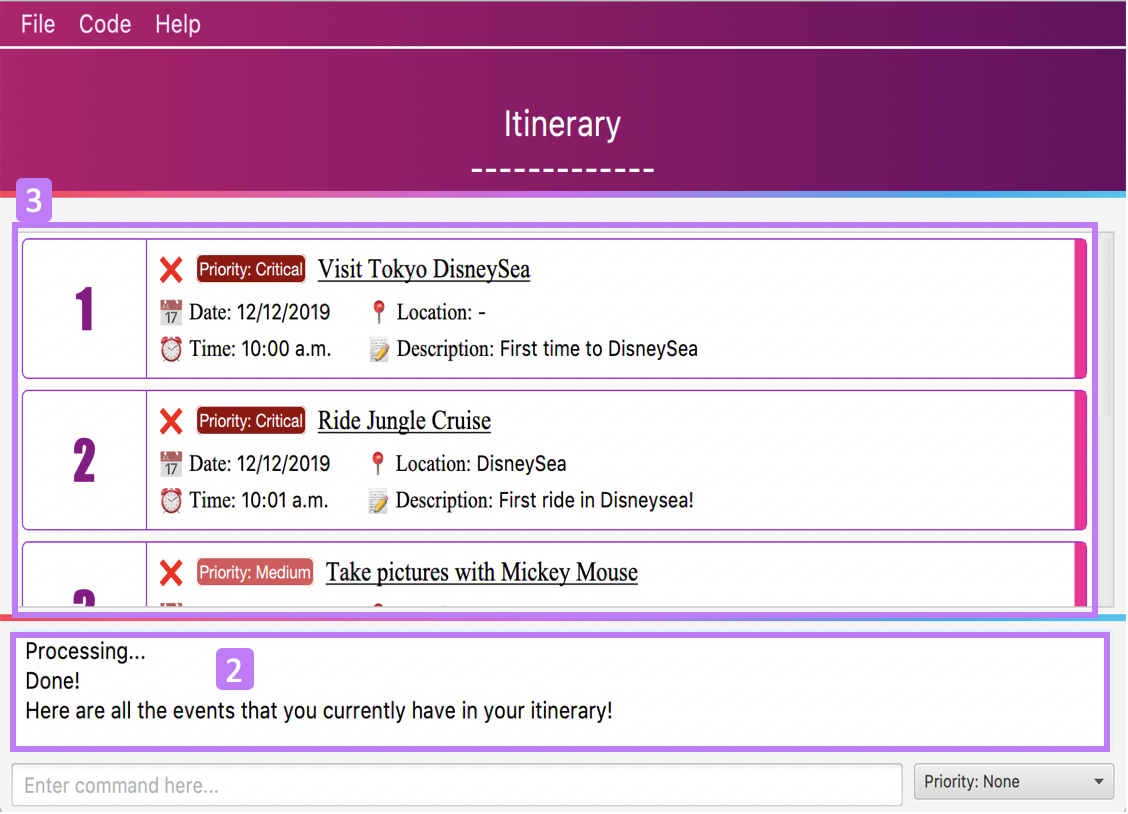 File Code Help
Itinerary
-------------
3
1
Priority: Critical Visit Tokyo DisneySea
17 Date: 12/12/2019 Location: -
Time: 10:00 a.m. Description: First time to DisneySea
2
Priority: Critical Ride Jungle Cruise
17 Date: 12/12/2019 Location: DisneySea
Time: 10:01 a.m. Description: First ride in Disneysea!
3
Priority: Medium Take pictures with Mickey Mouse
Processing...
2
Done!
Here are all the events that you currently have in your itinerary!
Enter command here... Priority: None